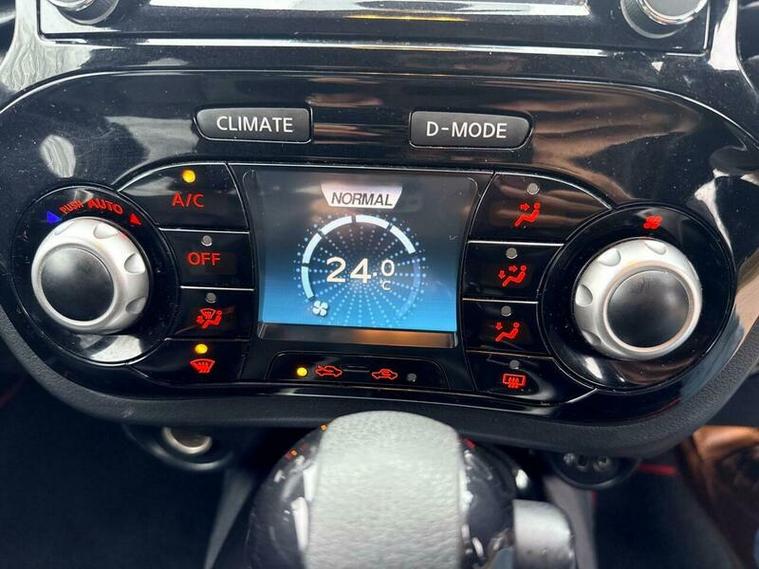 CLIMATE
D-MODE
A/C
NORMAL
PUSH AUTO
OFF
24.0
°C